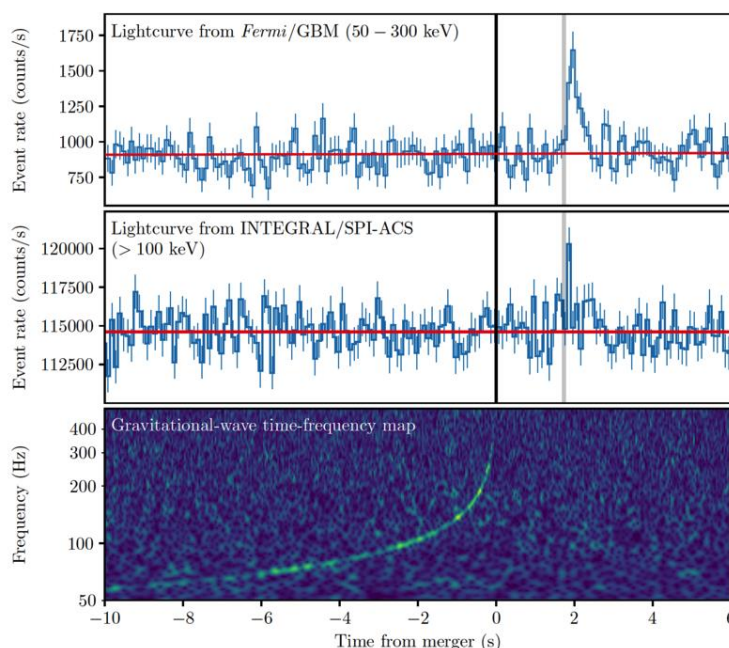 Lightcurve from Fermi/GBM (50 – 300 keV)
Event rate (counts/s)
1750
1500
1250
1000
750
Lightcurve from INTEGRAL/SPI-ACS
(> 100 keV)
Event rate (counts/s)
120000
117500
115000
112500
Gravitational-wave time-frequency map
Frequency (Hz)
400
300
200
100
50
−10 −8 −6 −4 −2 0 2 4 6
Time from merger (s)